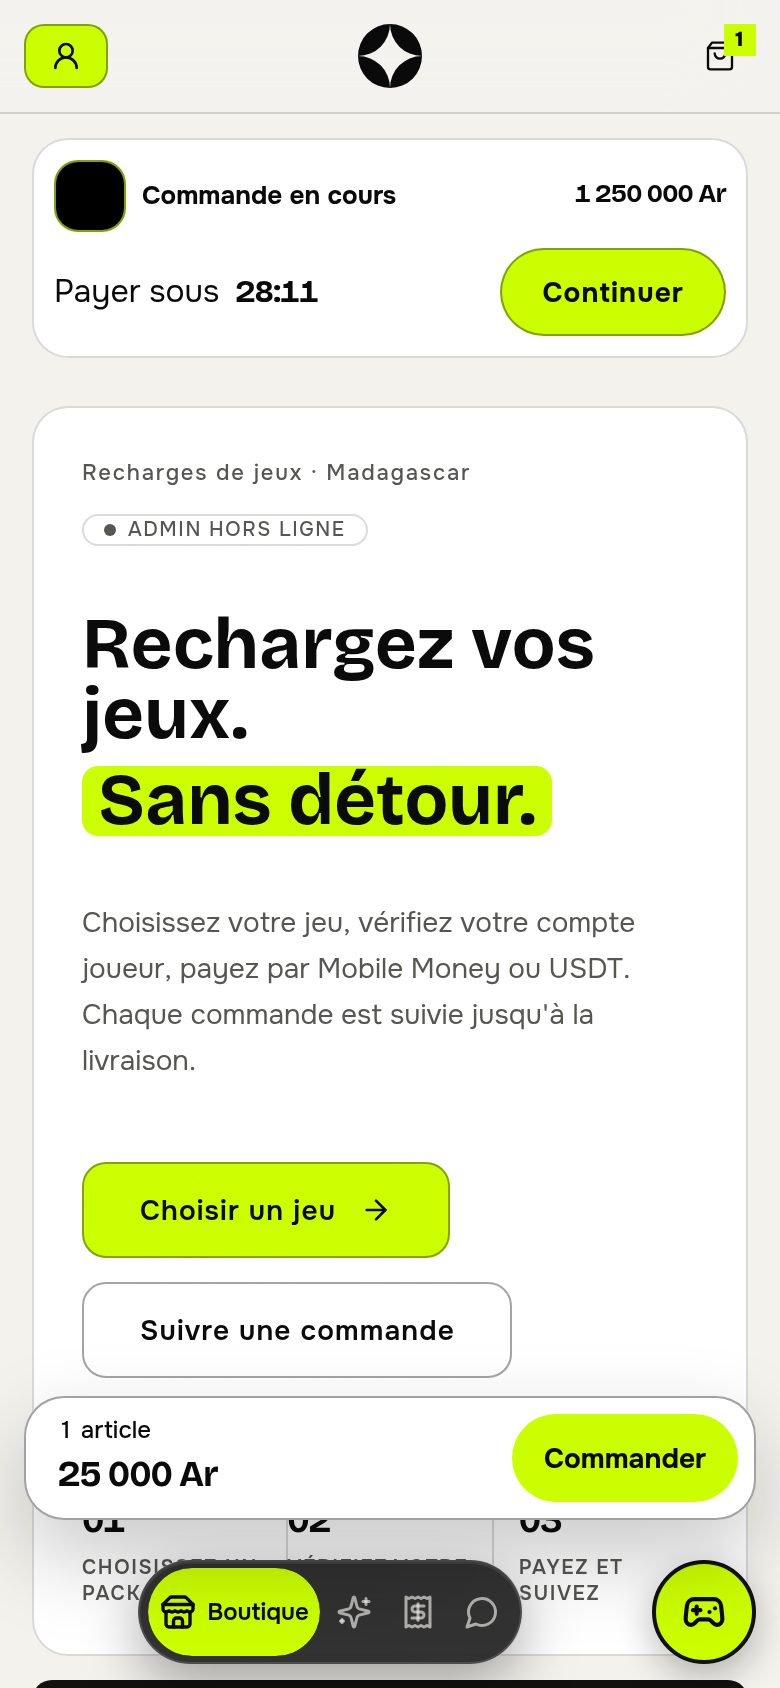 1
Commande en cours
1 250 000 Ar
Payer sous 28:11
Continuer
Recharges de jeux · Madagascar
ADMIN HORS LIGNE
Rechargez vos
jeux.
Sans détour.
Choisissez votre jeu, vérifiez votre compte
joueur, payez par Mobile Money ou USDT.
Chaque commande est suivie jusqu'à la
livraison.
Choisir un jeu
Suivre une commande
1 article
25 000 Ar
Commander
01
02
03
PAYEZ ET
SUIVEZ
Boutique